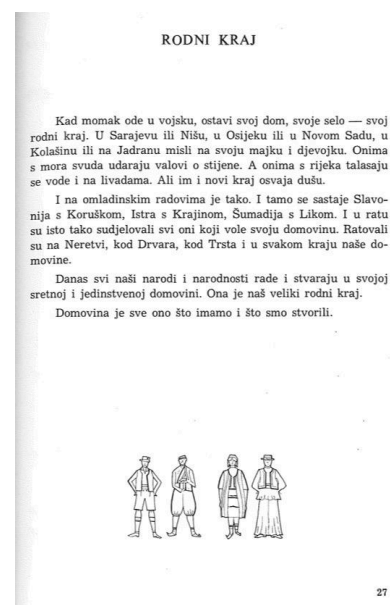 RODNI KRAJ
Kad momak ode u vojsku, ostavi svoj dom, svoje selo — svoj
rodni kraj. U Sarajevu ili Nišu, u Osijeku ili u Novom Sadu, u
Kolašinu ili na Jadranu misli na svoju majku i djevojku. Onima
s mora svuda udaraju valovi o stijene. A onima s rijeka talasaju
se vode i na livadama. Ali im i novi kraj osvaja dušu.
I na omladinskim radovima je tako. I tamo se sastaje Slavo-
nija s Koruškom, Istra s Krajinom, Šumadija s Likom. I u ratu
su isto tako sudjelovali svi oni koji vole svoju domovinu. Ratovali
su na Neretvi, kod Drvara, kod Trsta i u svakom kraju naše do-
movine.
Danas svi naši narodi i narodnosti rade i stvaraju u svojoj
sretnoj i jedinstvenoj domovini. Ona je naš veliki rodni kraj.
Domovina je sve ono što imamo i što smo stvorili.
27